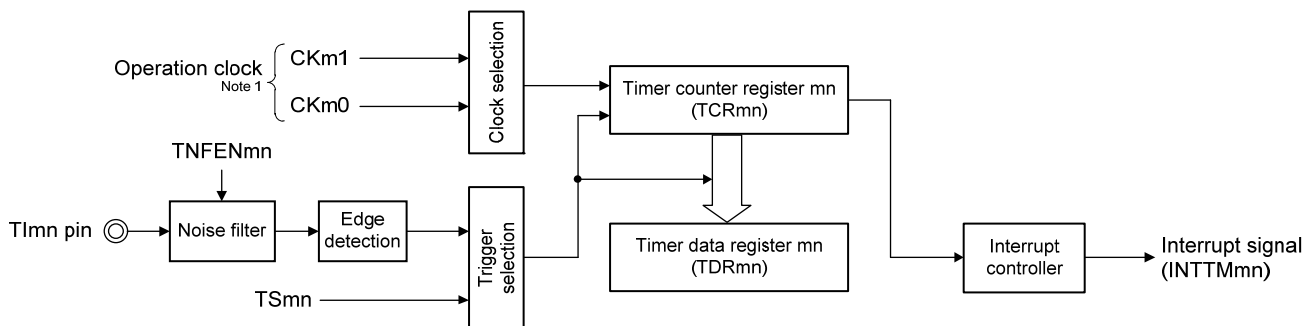 Operation clock
Note 1
CKm1
CKm0
Clock selection
Timer counter register mn
(TCRmn)
TNFENmn
TImn pin
Noise filter
Edge
detection
Trigger
selection
TSmn
Timer data register mn
(TDRmn)
Interrupt
controller
Interrupt signal
(INTTMmn)